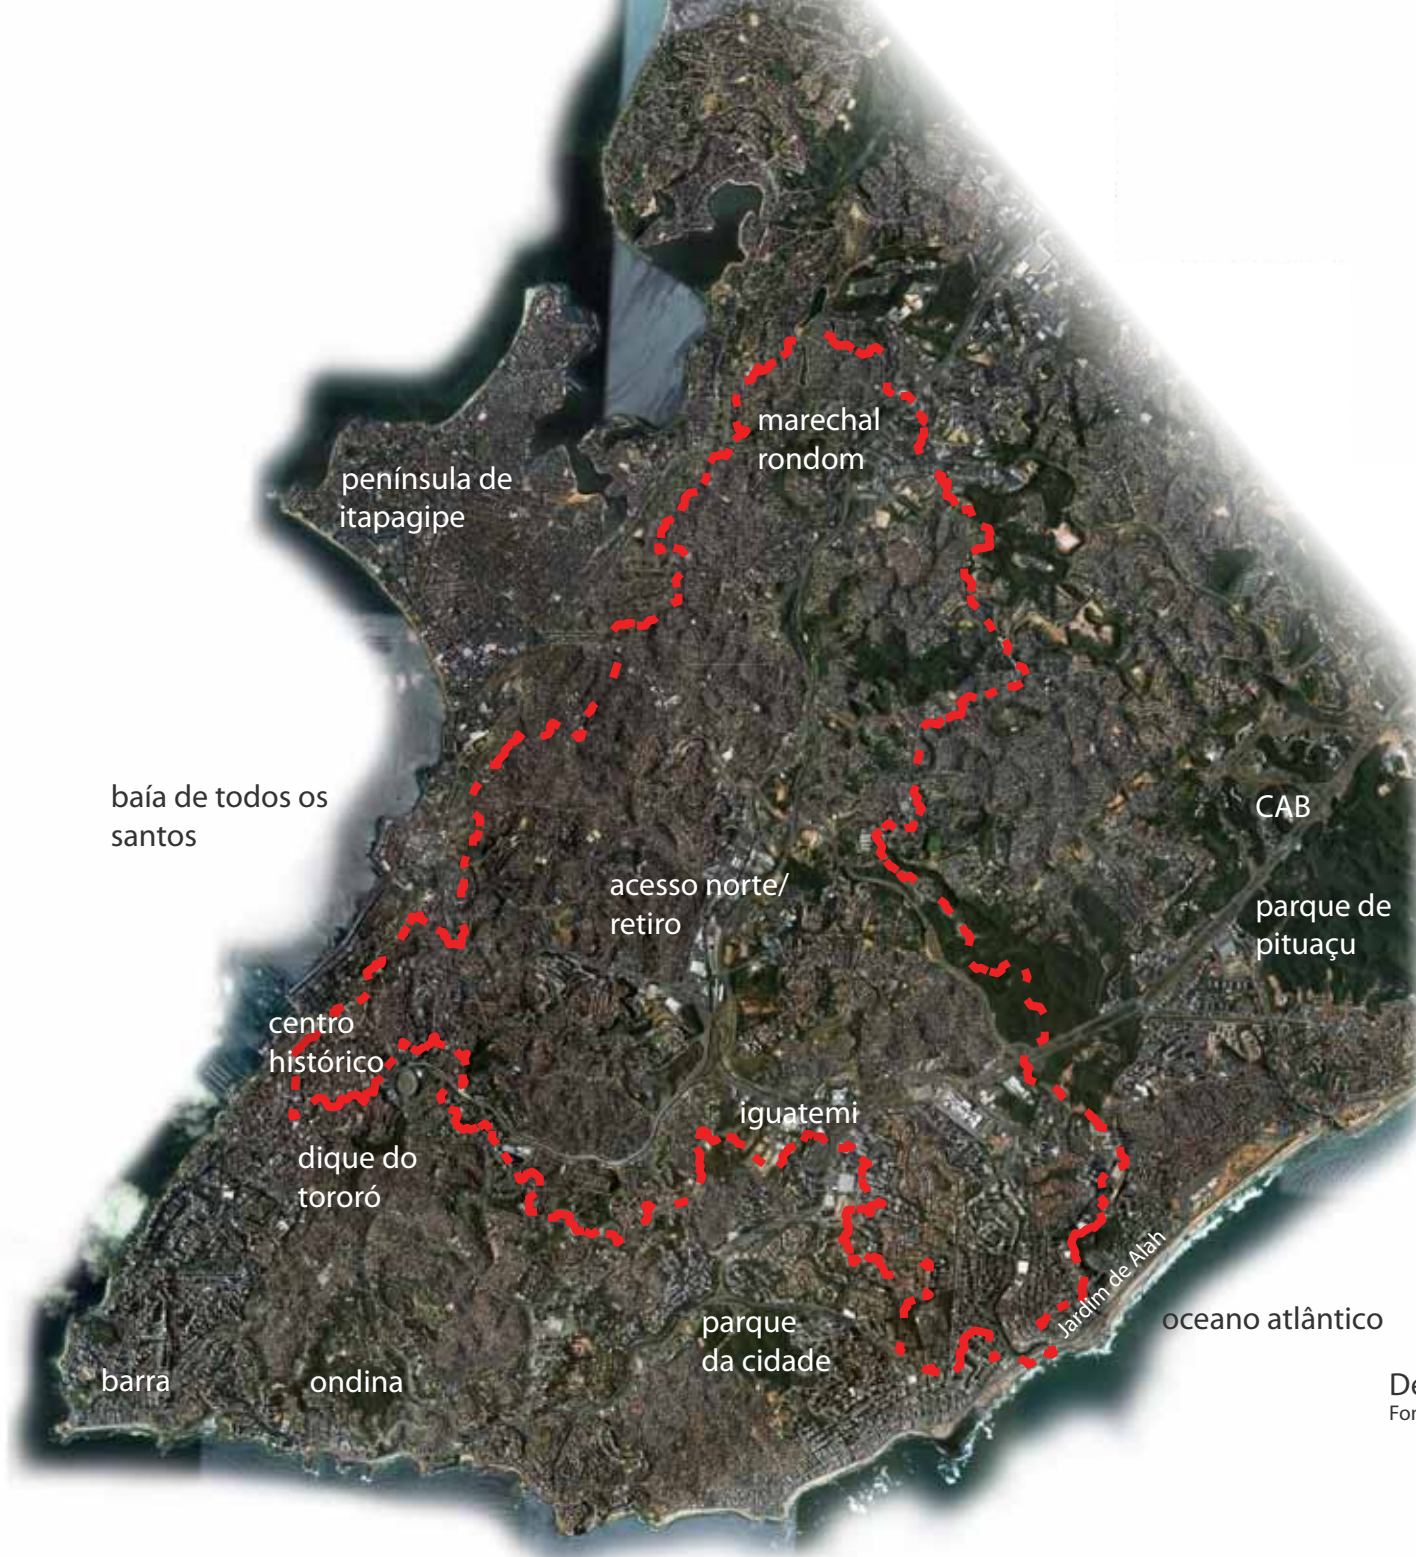 marechal
rondom
península de
itapagipe
baía de todos os
santos
CAB
acesso norte/
retiro
parque de
pituaçu
centro
histórico
iguatemi
dique do
tororó
Jardim de Alah
oceano atlântico
parque
da cidade
barra
ondina